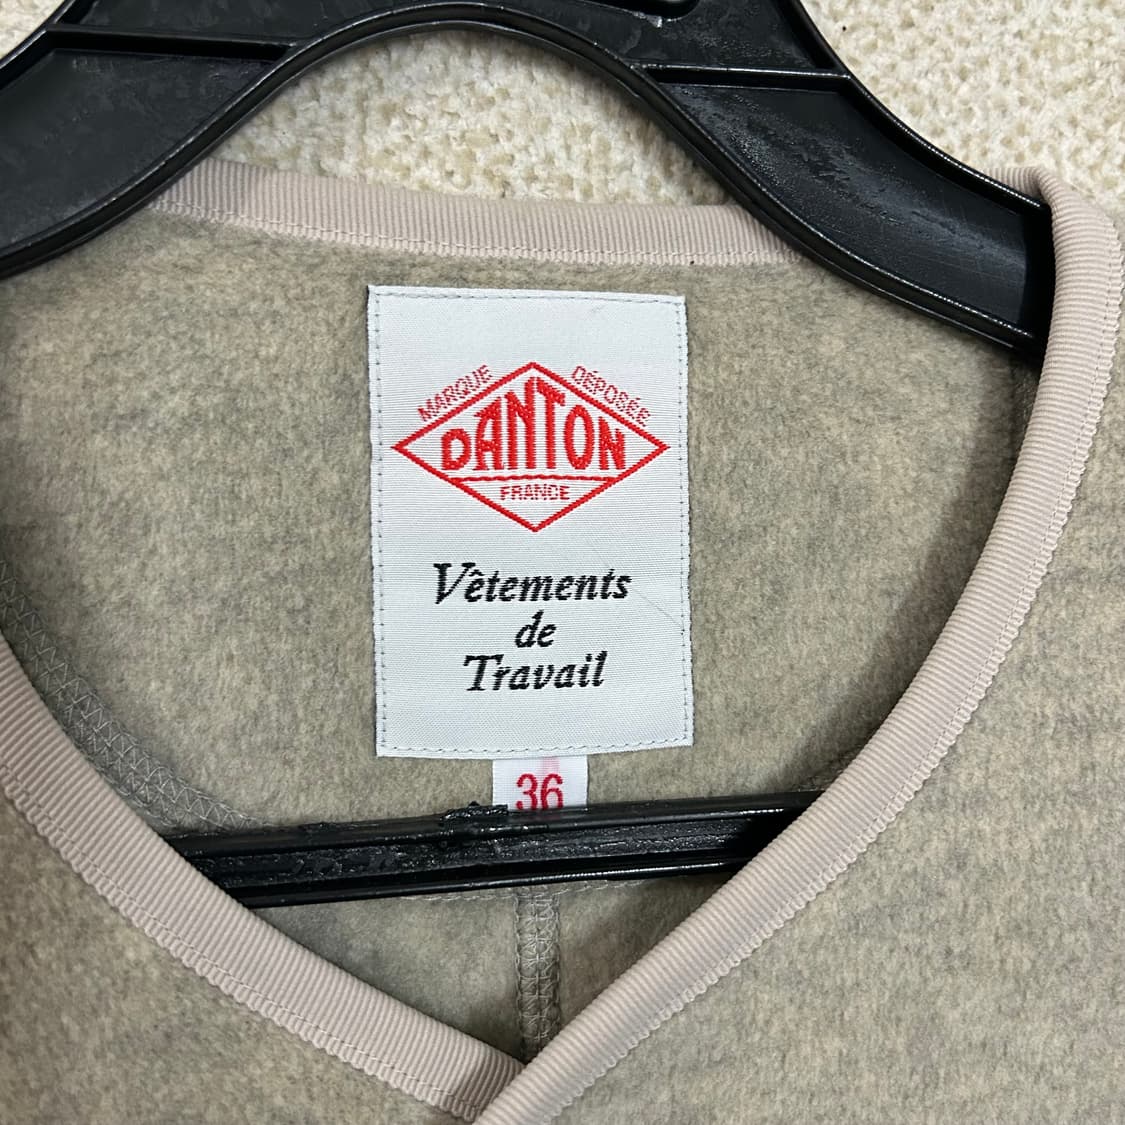 MARQUE DÉPOSÉE
DANTON
FRANCE
Vêtements
de
Travail
36